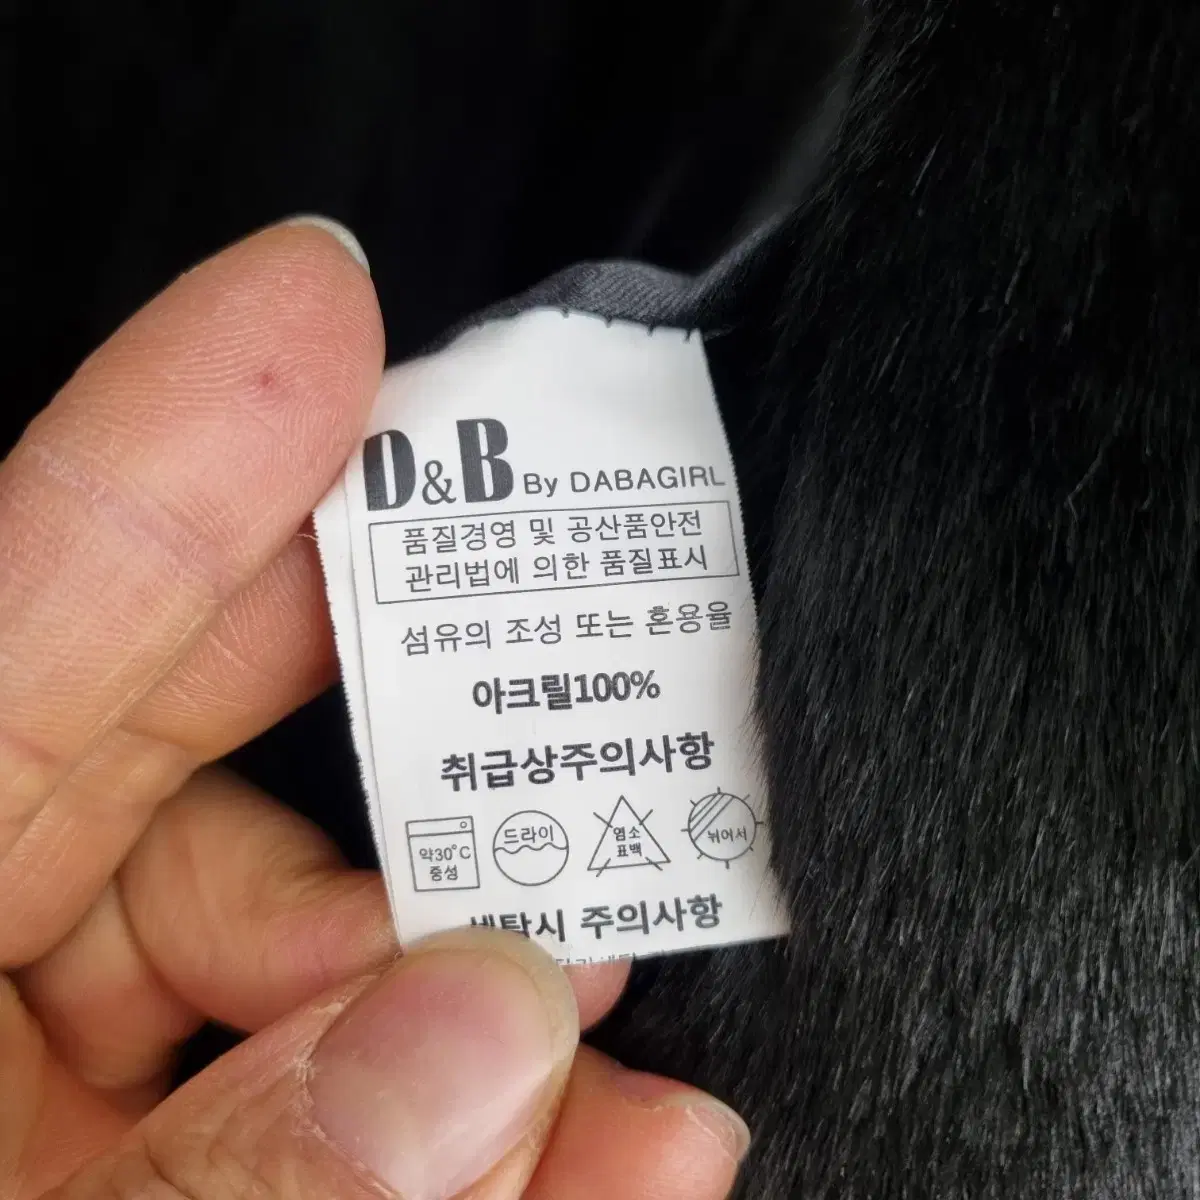 D&B By DABAGIRL
품질경영 및 공산품안전
관리법에 의한 품질표시
섬유의 조성 또는 혼용율
아크릴100%
취급상주의사항
약30°C
중성
드라이
염소
표백
뉘어서
세탁시 주의사항